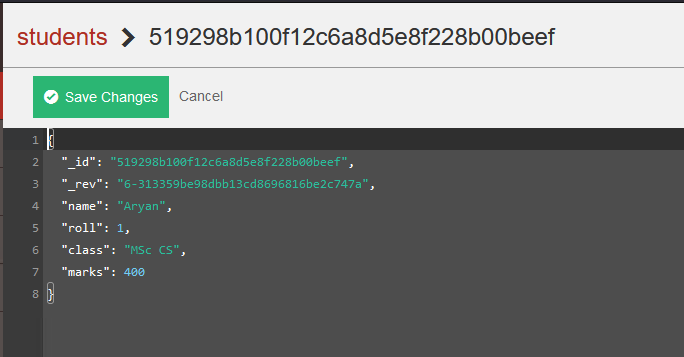 students > 519298b100f12c6a8d5e8f228b00beef
Save Changes Cancel
1 {
2 "_id": "519298b100f12c6a8d5e8f228b00beef",
3 "_rev": "6-313359be98dbb13cd8696816be2c747a",
4 "name": "Aryan",
5 "roll": 1,
6 "class": "MSc CS",
7 "marks": 400
8 }